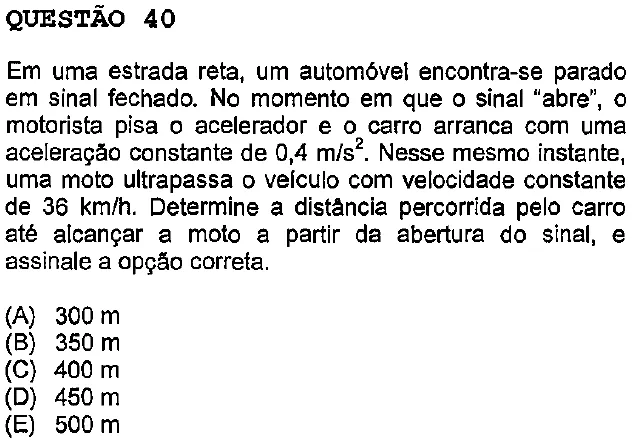 QUESTÃO 40
Em uma estrada reta, um automóvel encontra-se parado
em sinal fechado. No momento em que o sinal "abre", o
motorista pisa o acelerador e o carro arranca com uma
aceleração constante de 0,4 m/s². Nesse mesmo instante,
uma moto ultrapassa o veículo com velocidade constante
de 36 km/h. Determine a distância percorrida pelo carro
até alcançar a moto a partir da abertura do sinal, e
assinale a opção correta.
(A) 300 m
(B) 350 m
(C) 400 m
(D) 450 m
(E) 500 m